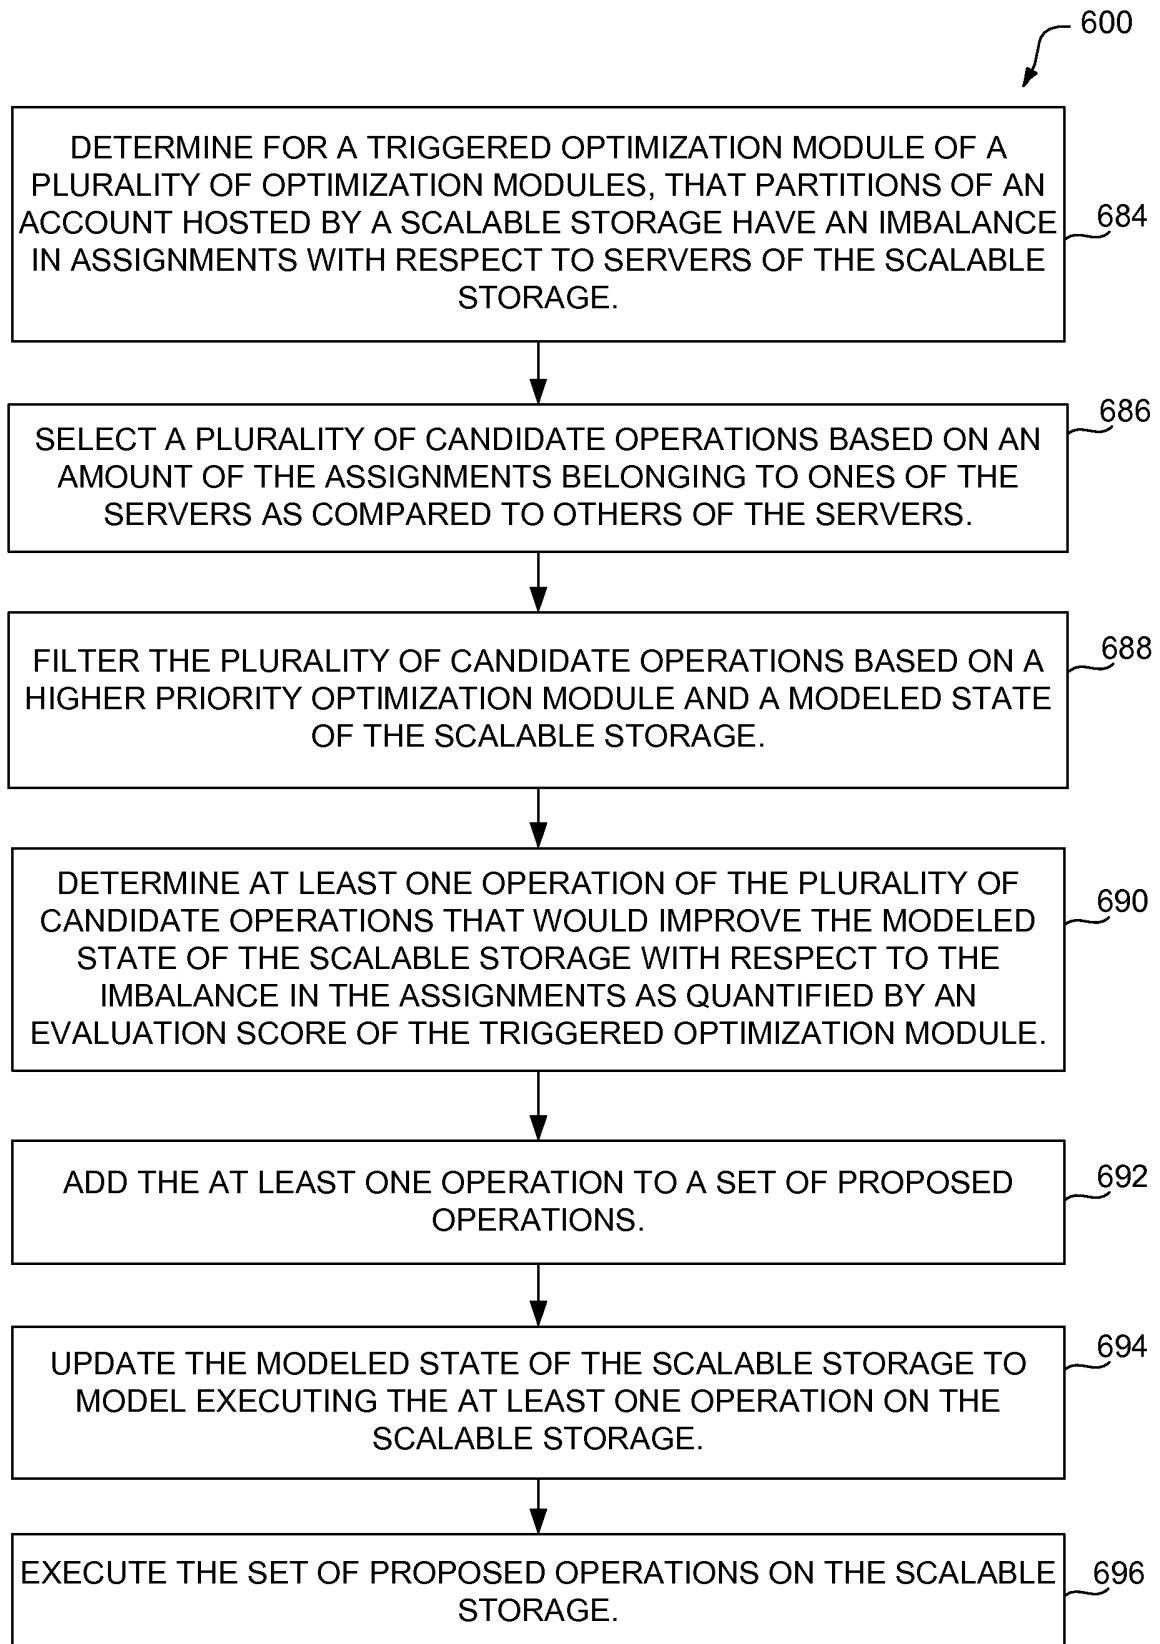 600
DETERMINE FOR A TRIGGERED OPTIMIZATION MODULE OF A
PLURALITY OF OPTIMIZATION MODULES, THAT PARTITIONS OF AN
ACCOUNT HOSTED BY A SCALABLE STORAGE HAVE AN IMBALANCE
IN ASSIGNMENTS WITH RESPECT TO SERVERS OF THE SCALABLE
STORAGE.
684
SELECT A PLURALITY OF CANDIDATE OPERATIONS BASED ON AN
AMOUNT OF THE ASSIGNMENTS BELONGING TO ONES OF THE
SERVERS AS COMPARED TO OTHERS OF THE SERVERS.
686
FILTER THE PLURALITY OF CANDIDATE OPERATIONS BASED ON A
HIGHER PRIORITY OPTIMIZATION MODULE AND A MODELED STATE
OF THE SCALABLE STORAGE.
688
DETERMINE AT LEAST ONE OPERATION OF THE PLURALITY OF
CANDIDATE OPERATIONS THAT WOULD IMPROVE THE MODELED
STATE OF THE SCALABLE STORAGE WITH RESPECT TO THE
IMBALANCE IN THE ASSIGNMENTS AS QUANTIFIED BY AN
EVALUATION SCORE OF THE TRIGGERED OPTIMIZATION MODULE.
690
ADD THE AT LEAST ONE OPERATION TO A SET OF PROPOSED
OPERATIONS.
692
UPDATE THE MODELED STATE OF THE SCALABLE STORAGE TO
MODEL EXECUTING THE AT LEAST ONE OPERATION ON THE
SCALABLE STORAGE.
694
EXECUTE THE SET OF PROPOSED OPERATIONS ON THE SCALABLE
STORAGE.
696